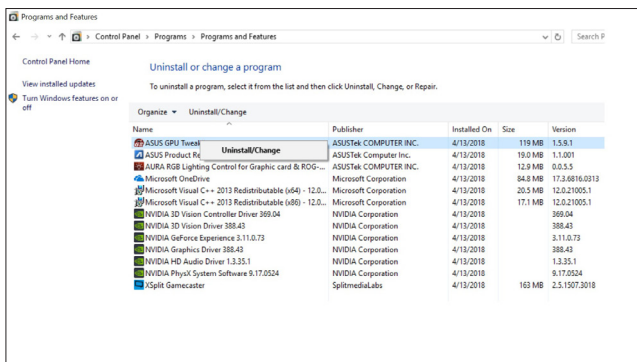 Programs and Features
Control Panel > Programs > Programs and Features
Search P
Control Panel Home
View installed updates
Turn Windows features on or
off
Uninstall or change a program
To uninstall a program, select it from the list and then click Uninstall, Change, or Repair.
Organize Uninstall/Change
Name Publisher Installed On Size Version
ASUS GPU Tweak ASUSTek COMPUTER INC. 4/13/2018 119 MB 1.5.9.1
Uninstall/Change
ASUS Product Re ASUSTek Computer Inc. 4/13/2018 19.0 MB 1.1.001
AURA RGB Lighting Control for Graphic card & ROG-... ASUSTek COMPUTER INC. 4/13/2018 12.9 MB 0.0.5.5
Microsoft OneDrive Microsoft Corporation 4/13/2018 84.8 MB 17.3.6816.0313
Microsoft Visual C++ 2013 Redistributable (x64) - 12.0... Microsoft Corporation 4/13/2018 20.5 MB 12.0.21005.1
Microsoft Visual C++ 2013 Redistributable (x86) - 12.0... Microsoft Corporation 4/13/2018 17.1 MB 12.0.21005.1
NVIDIA 3D Vision Controller Driver 369.04 NVIDIA Corporation 4/13/2018 369.04
NVIDIA 3D Vision Driver 388.43 NVIDIA Corporation 4/13/2018 388.43
NVIDIA GeForce Experience 3.11.0.73 NVIDIA Corporation 4/13/2018 3.11.0.73
NVIDIA Graphics Driver 388.43 NVIDIA Corporation 4/13/2018 388.43
NVIDIA HD Audio Driver 1.3.35.1 NVIDIA Corporation 4/13/2018 1.3.35.1
NVIDIA PhysX System Software 9.17.0524 NVIDIA Corporation 4/13/2018 9.17.0524
XSplit Gamecaster SplitmediaLabs 4/13/2018 163 MB 2.5.1507.3018